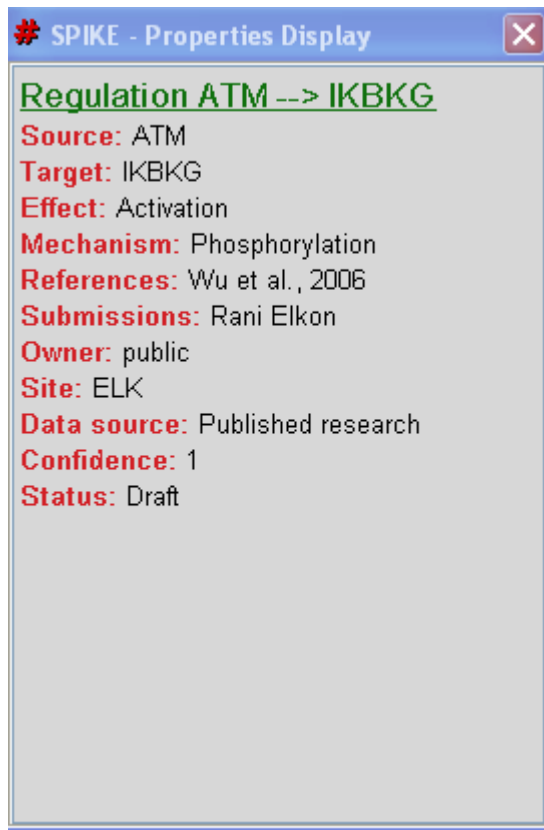 # SPIKE - Properties Display
Regulation ATM --> IKBKG
Source: ATM
Target: IKBKG
Effect: Activation
Mechanism: Phosphorylation
References: Wu et al., 2006
Submissions: Rani Elkon
Owner: public
Site: ELK
Data source: Published research
Confidence: 1
Status: Draft